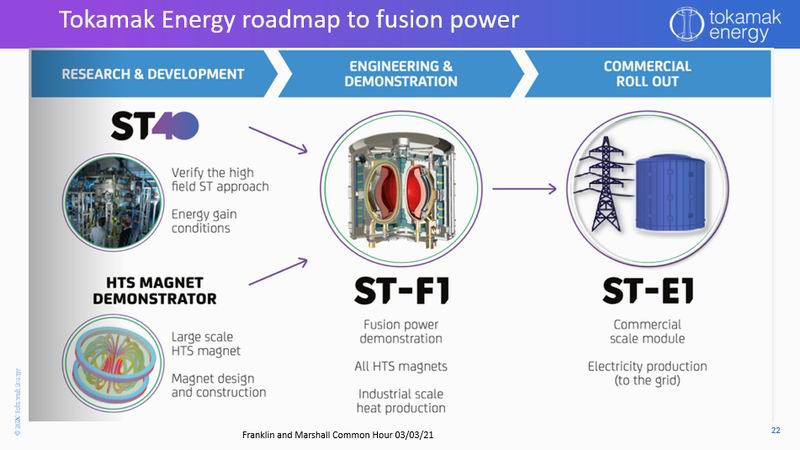 Tokamak Energy roadmap to fusion power
tokamak
energy
RESEARCH & DEVELOPMENT
ENGINEERING &
DEMONSTRATION
COMMERCIAL
ROLL OUT
ST40
Verify the high
field ST approach
Energy gain
conditions
HTS MAGNET
DEMONSTRATOR
Large scale
HTS magnet
Magnet design
and construction
ST-F1
Fusion power
demonstration
All HTS magnets
Industrial scale
heat production
ST-E1
Commercial
scale module
Electricity production
(to the grid)
Tokamak Energy
Franklin and Marshall Common Hour 03/03/21
22